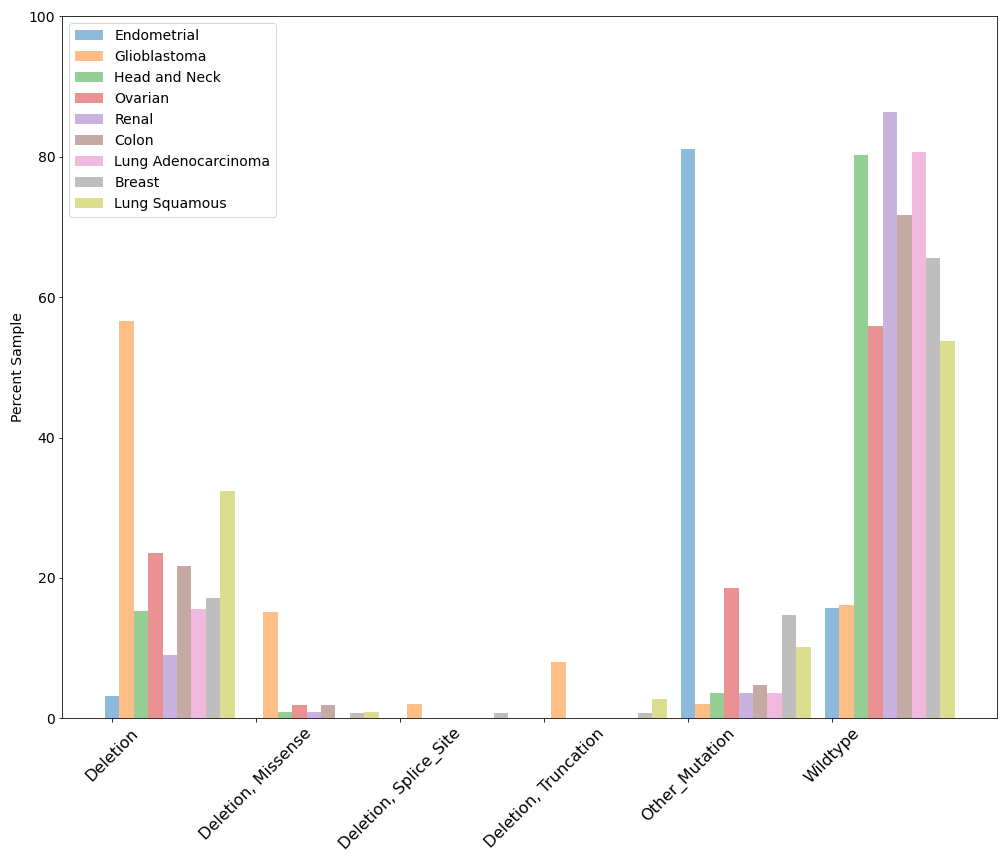 100
80
60
40
20
0
Percent Sample
Endometrial
Glioblastoma
Head and Neck
Ovarian
Renal
Colon
Lung Adenocarcinoma
Breast
Lung Squamous
Deletion
Deletion, Missense
Deletion, Splice_Site
Deletion, Truncation
Other_Mutation
Wildtype